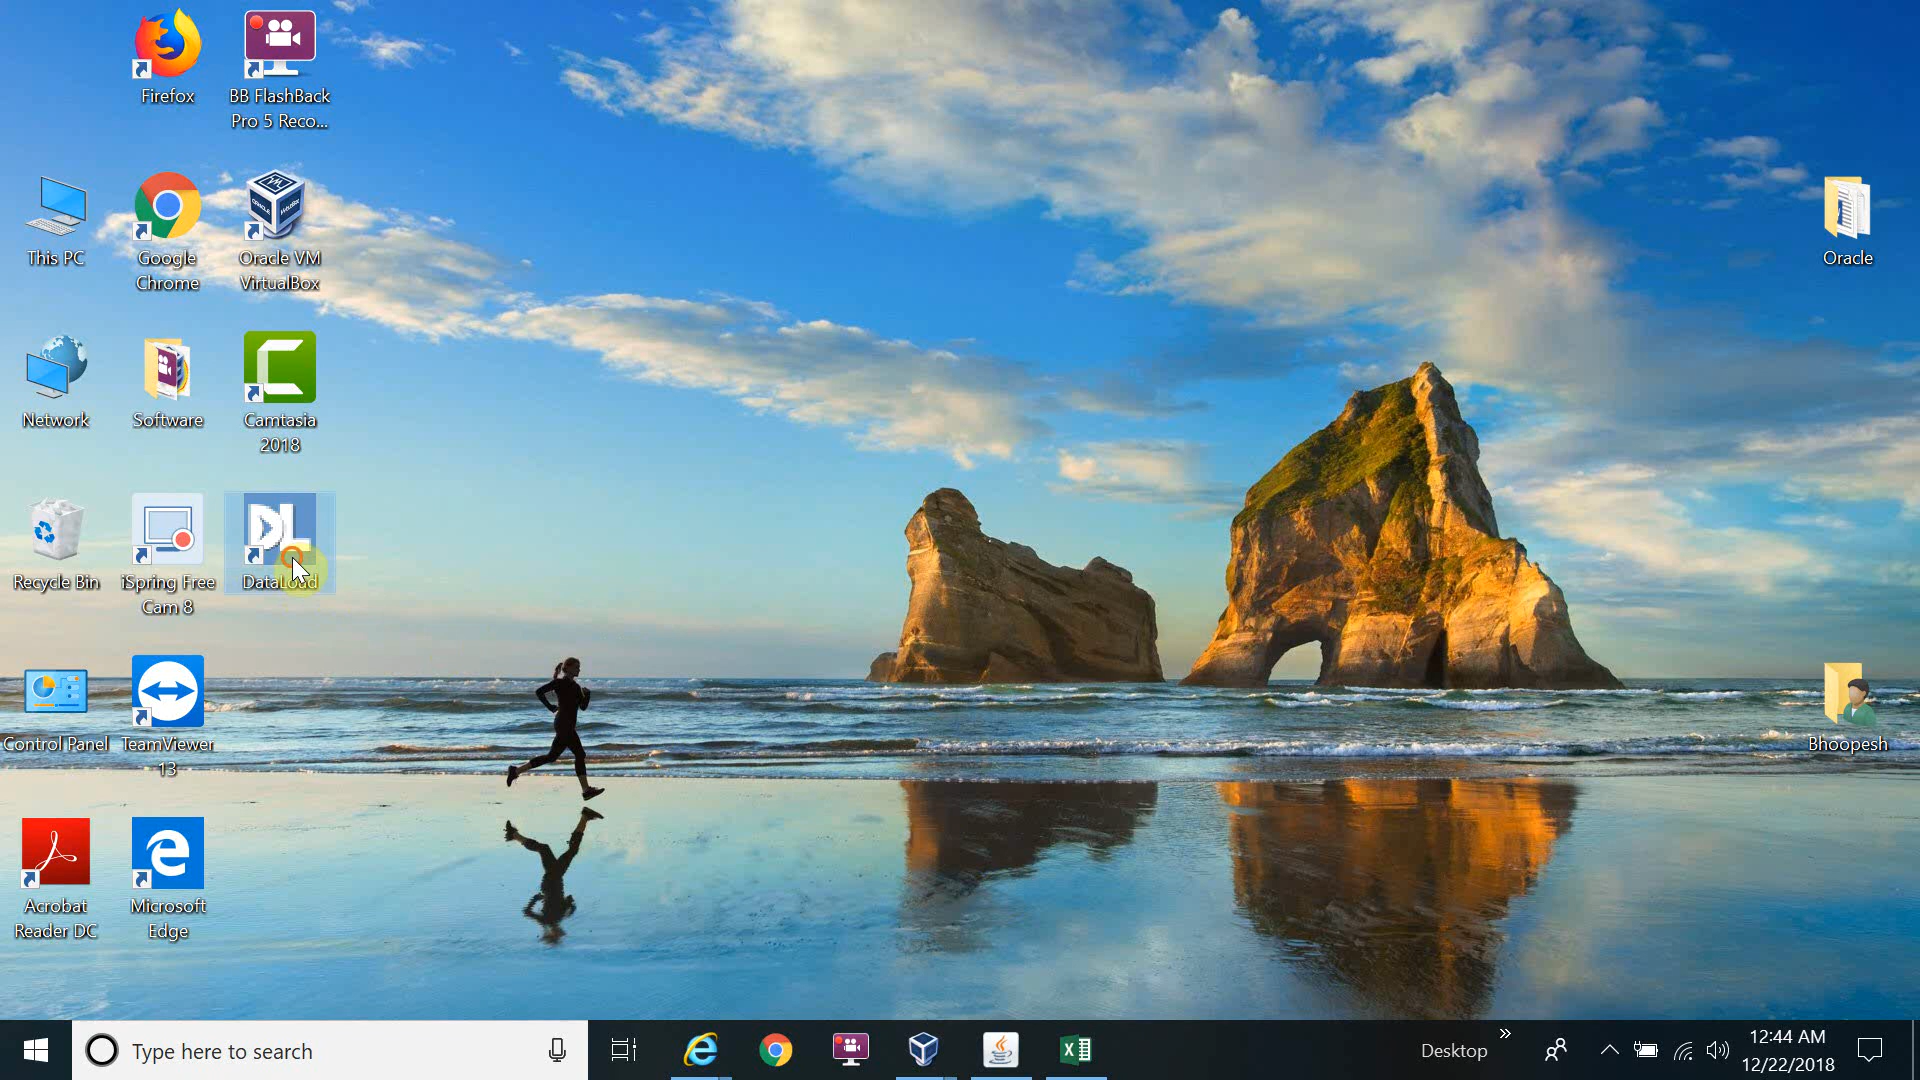 Firefox
BB FlashBack
Pro 5 Reco...
This PC
Google
Chrome
Oracle VM
VirtualBox
Oracle
Network
Software
Camtasia
2018
Recycle Bin
iSpring Free
Cam 8
DL
DataLoad
Control Panel
TeamViewer
13
Bhoopesh
Acrobat
Reader DC
Microsoft
Edge
Type here to search
Desktop
12:44 AM
12/22/2018